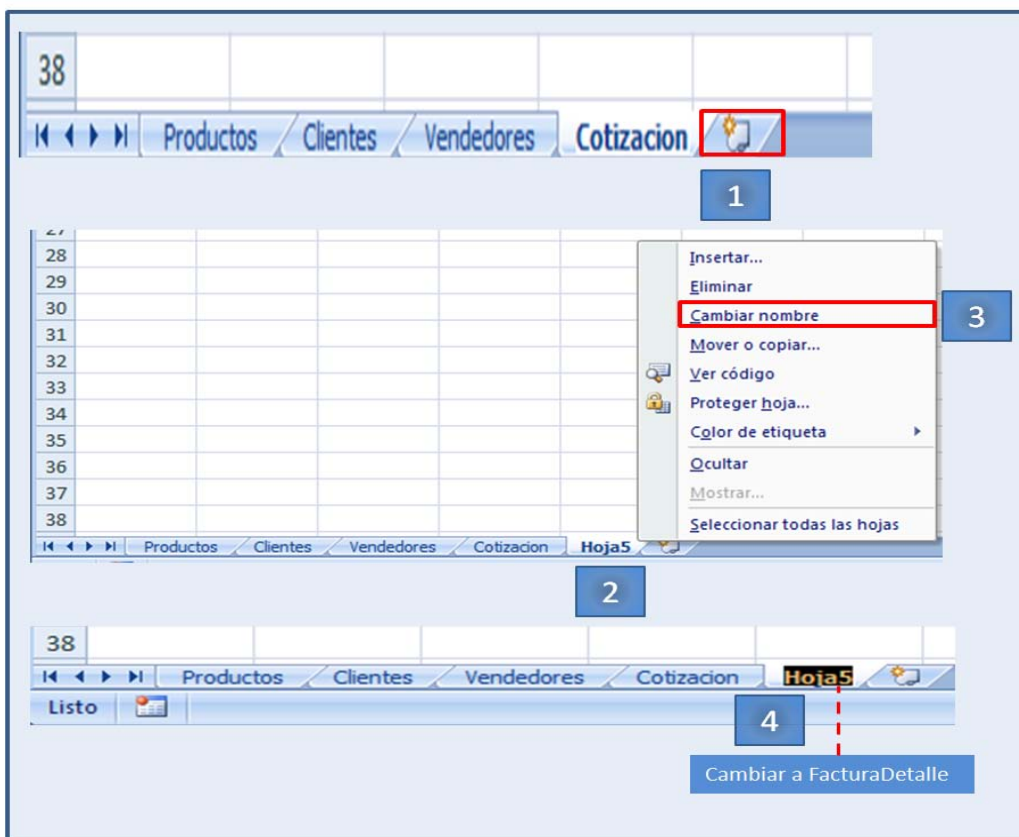 38
Productos Clientes Vendedores Cotizacion
1
27
28
29
30
31
32
33
34
35
36
37
38
Insertar...
Eliminar
Cambiar nombre
3
Mover o copiar...
Ver código
Proteger hoja...
Color de etiqueta
Ocultar
Mostrar...
Seleccionar todas las hojas
Productos Clientes Vendedores Cotizacion Hoja5
2
38
Productos Clientes Vendedores Cotizacion Hoja5
Listo
4
Cambiar a FacturaDetalle